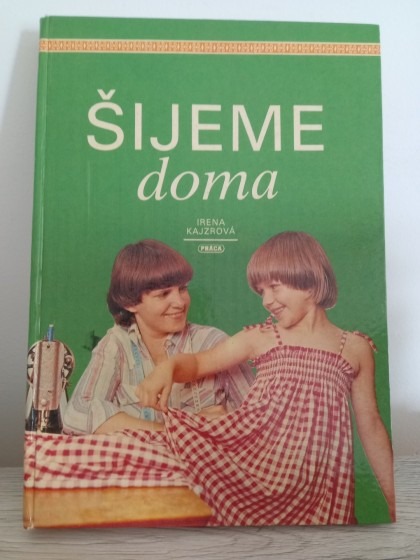 ŠIJEME
doma
IRENA
KAJZROVÁ
PRÁCE